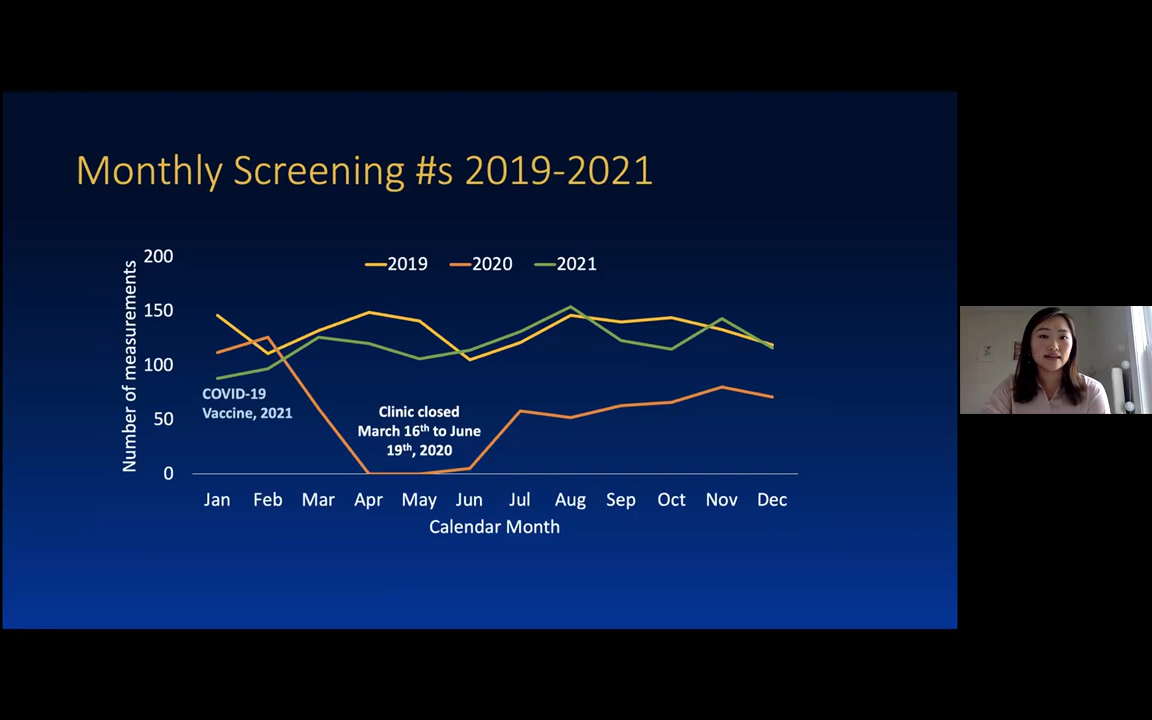 Monthly Screening #s 2019-2021
Number of measurements
200
150
100
50
0
2019 2020 2021
COVID-19
Vaccine, 2021
Clinic closed
March 16th to June
19th, 2020
Jan Feb Mar Apr May Jun Jul Aug Sep Oct Nov Dec
Calendar Month